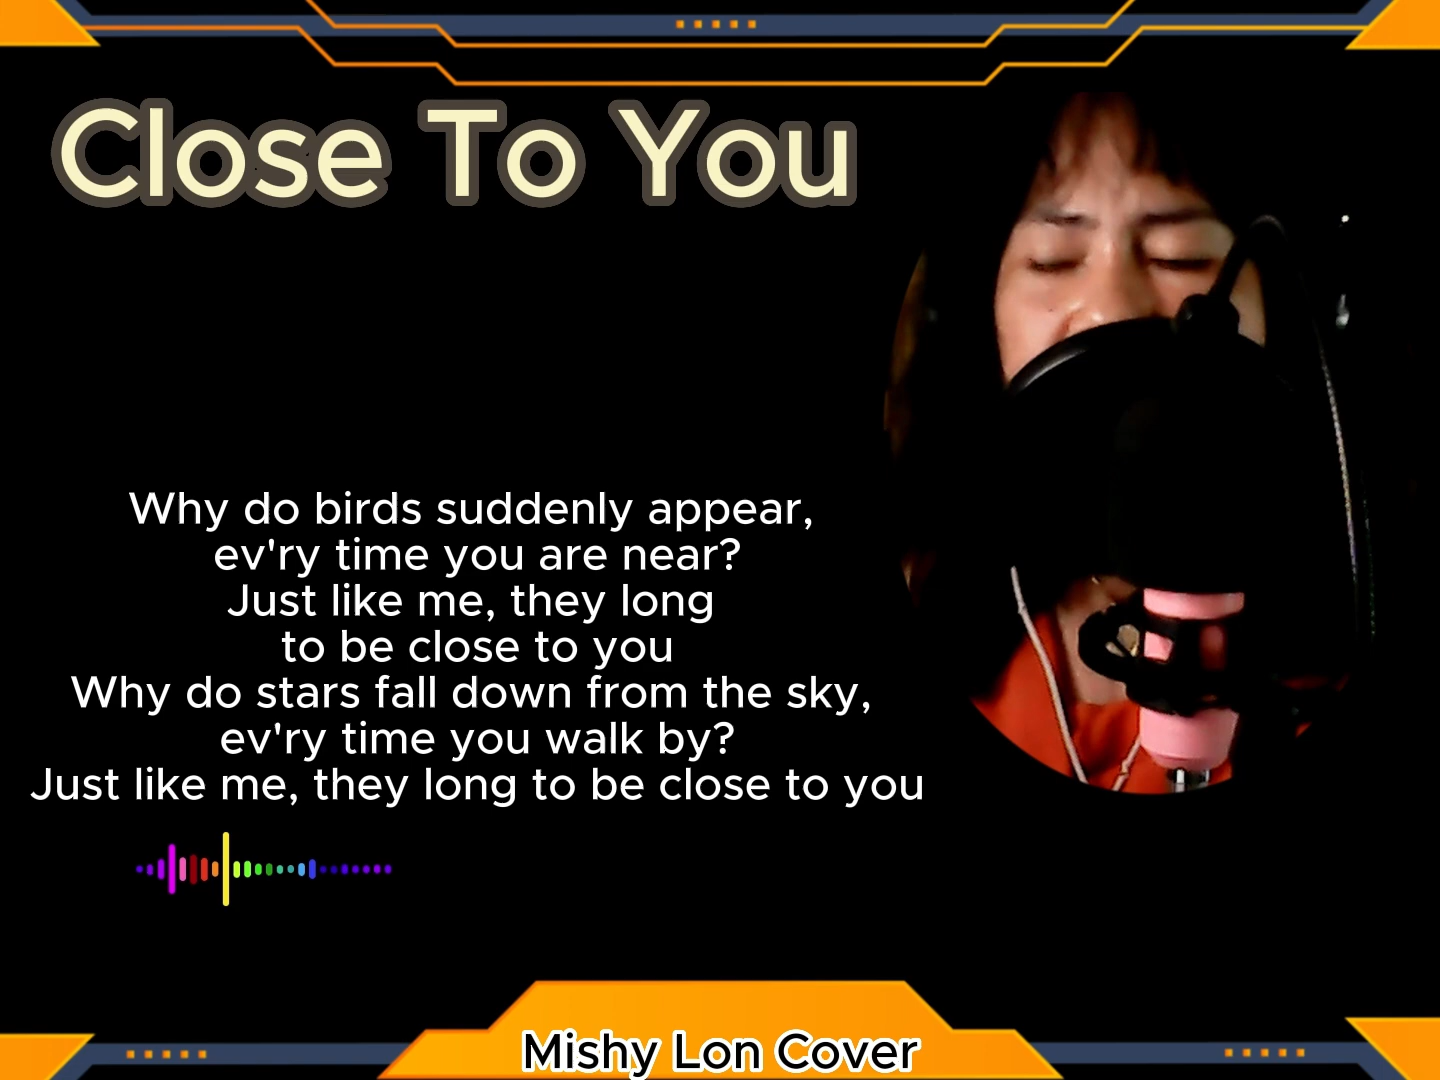 Close To You
Why do birds suddenly appear,
ev'ry time you are near?
Just like me, they long
to be close to you
Why do stars fall down from the sky,
ev'ry time you walk by?
Just like me, they long to be close to you
Mishy Lon Cover